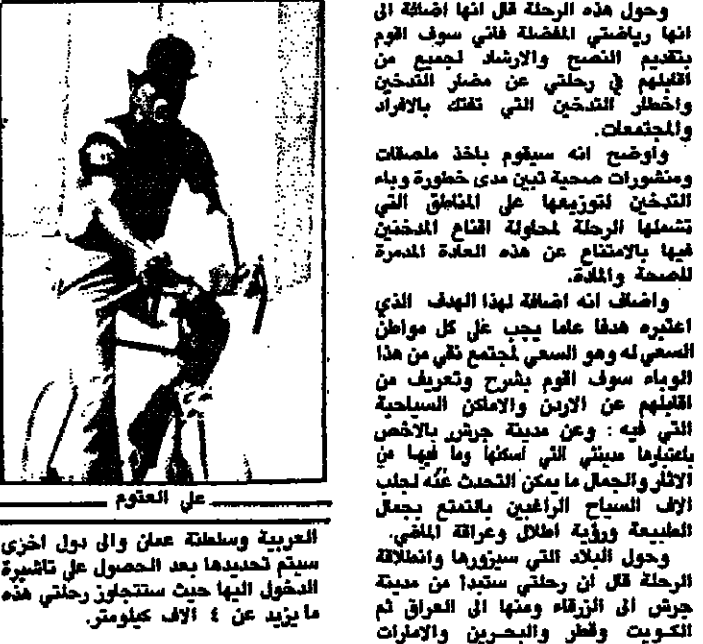 وحول هذه الرحلة قال انها اضافة الى
انها رياضتي المفضلة فاني سوف اقوم
بتقديم النصح والارشاد لجميع من
اقابلهم في رحلتي عن مضار التدخين
واخطار التدخين التي تفتك بالافراد
والمجتمعات.
واوضح انه سيقوم باخذ ملصقات
ومنشورات صحية تبين مدى خطورة وباء
التدخين لتوزيعها على المناطق التي
تشملها الرحلة لمحاولة اقناع المدخنين
فيها بالامتناع عن هذه العادة المدمرة
للصحة والمادة.
واضاف انه اضافة لهذا الهدف الذي
اعتبره هدفا عاما يجب على كل مواطن
السعي له وهو السعي لمجتمع نقي من هذا
الوباء سوف اقوم بشرح وتعريف من
اقابلهم عن الاردن والاماكن السياحية
التي فيه : وعن مدينة جرش بالاخص
باعتبارها مدينتي التي اسكنها وما فيها من
الاثار والجمال ما يمكن التحدث عنه لجلب
الاف السياح الراغبين بالتمتع بجمال
الطبيعة ورؤية اطلال وعراقة الماضي.
وحول البلاد التي سيزورها وانطلاقة
الرحلة قال ان رحلتي ستبدأ من مدينة
جرش الى الزرقاء ومنها الى العراق ثم
الكويت وقطر والبحرين والامارات
علي العتوم
العربية وسلطنة عمان والى دول اخرى
سيتم تحديدها بعد الحصول على تاشيرة
الدخول اليها حيث ستتجاوز رحلتي هذه
ما يزيد عن ٤ الاف كيلومتر.